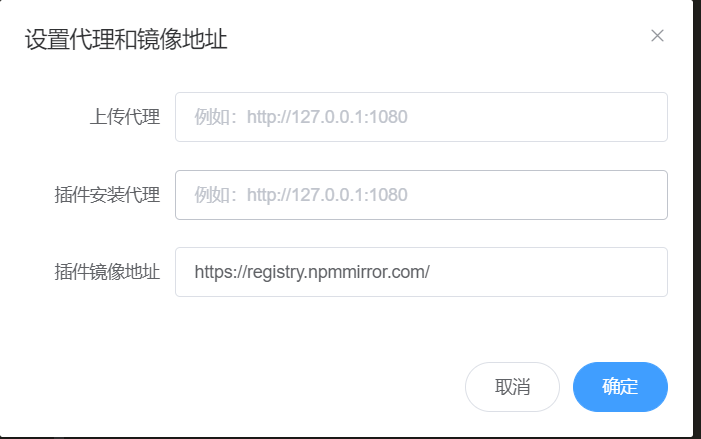 设置代理和镜像地址
上传代理 例如：http://127.0.0.1:1080
插件安装代理 例如：http://127.0.0.1:1080
插件镜像地址 https://registry.npmmirror.com/
取消 确定